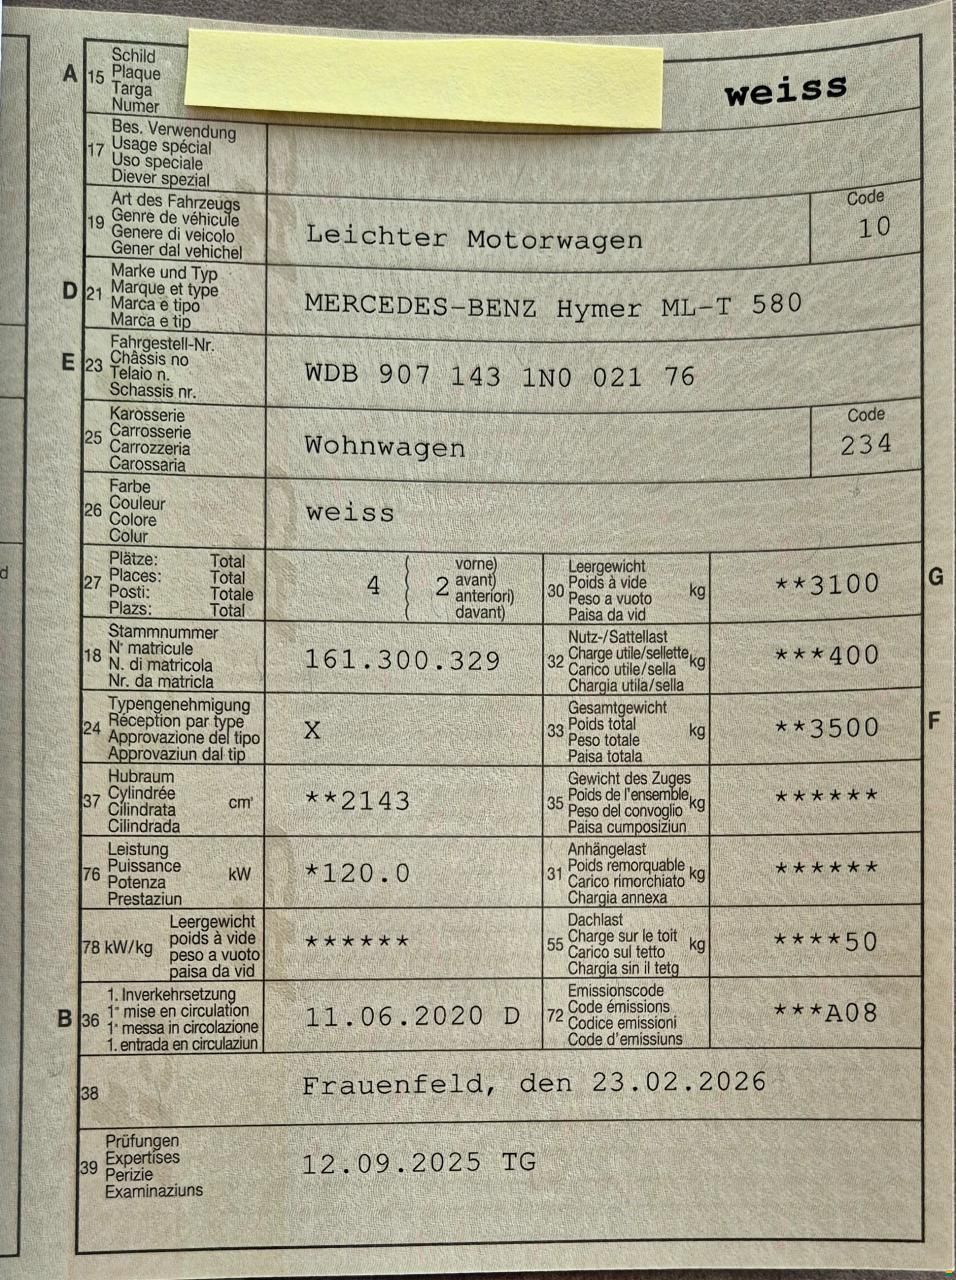 A 15 Schild
Plaque
Targa
Numer
weiss
17 Bes. Verwendung
Usage spécial
Uso speciale
Diever spezial
19 Art des Fahrzeugs
Genre de véhicule
Genere di veicolo
Gener dal vehichel
Leichter Motorwagen
Code
10
D 21 Marke und Typ
Marque et type
Marca e tipo
Marca e tip
MERCEDES-BENZ Hymer ML-T 580
E 23 Fahrgestell-Nr.
Châssis no
Telaio n.
Schassis nr.
WDB 907 143 1N0 021 76
25 Karosserie
Carrosserie
Carrozzeria
Carossaria
Wohnwagen
Code
234
26 Farbe
Couleur
Colore
Colur
weiss
27 Plätze: Total
Places: Total
Posti: Totale
Plazs: Total
4 ( 2 vorne)
avant)
anteriori)
davant)
30 Leergewicht
Poids à vide
Peso a vuoto
Paisa da vid
kg
**3100
G
18 Stammnummer
N° matricule
N. di matricola
Nr. da matricla
161.300.329
32 Nutz-/Sattellast
Charge utile/sellette
Carico utile/sella
Chargia utila/sella
kg
***400
24 Typengenehmigung
Réception par type
Approvazione del tipo
Approvaziun dal tip
X
33 Gesamtgewicht
Poids total
Peso totale
Paisa totala
kg
**3500
F
37 Hubraum
Cylindrée
Cilindrata
Cilindrada
cm³
**2143
35 Gewicht des Zuges
Poids de l'ensemble
Peso del convoglio
Paisa cumposiziun
kg
******
76 Leistung
Puissance
Potenza
Prestaziun
kW
*120.0
31 Anhängelast
Poids remorquable
Carico rimorchiato
Chargia annexa
kg
******
78 kW/kg Leergewicht
poids à vide
peso a vuoto
paisa da vid
******
55 Dachlast
Charge sur le toit
Carico sul tetto
Chargia sin il tetg
kg
****50
B 36 1. Inverkehrsetzung
1re mise en circulation
1a messa in circolazione
1. entrada en circulaziun
11.06.2020 D
72 Emissionscode
Code émissions
Codice emissioni
Code d'emissiuns
***A08
38 Frauenfeld, den 23.02.2026
39 Prüfungen
Expertises
Perizie
Examinaziuns
12.09.2025 TG
d